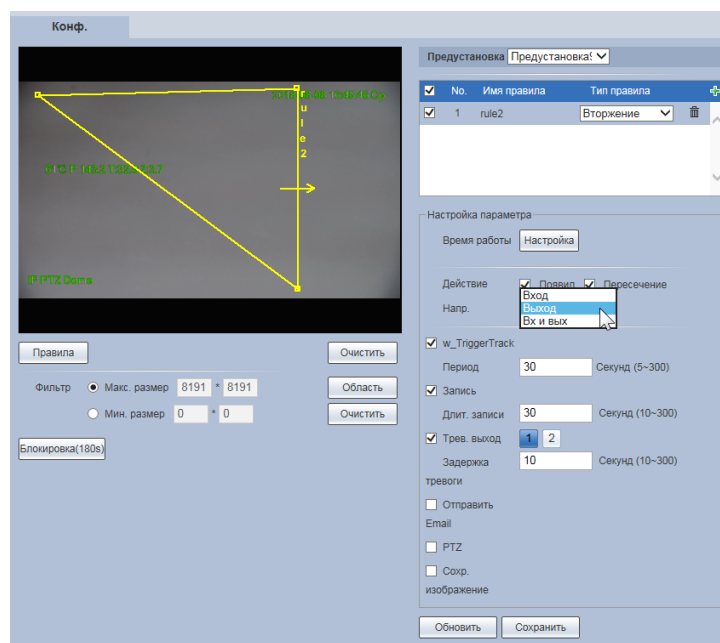 Конф.
Предустановка Предустановка!
No. Имя правила Тип правила
1 rule2 Вторжение
rule2
IP PTZ Dome
Настройка параметра
Время работы Настройка
Действие Появил Пересечение
Напр.
Вход
Выход
Вх и вых
w_TriggerTrack
Период 30 Секунд (5~300)
Запись
Длит. записи 30 Секунд (10~300)
Трев. выход 1 2
Задержка тревоги 10 Секунд (10~300)
Отправить
Email
PTZ
Сохр.
изображение
Обновить Сохранить
Правила Очистить
Фильтр Макс. размер 8191 * 8191 Область
Мин. размер 0 * 0 Очистить
Блокировка(180s)